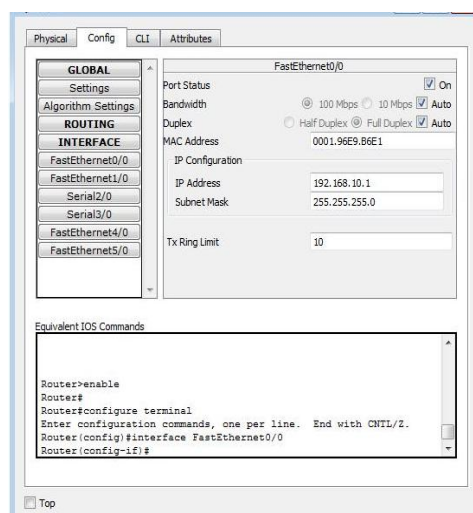 Physical Config CLI Attributes
GLOBAL
Settings
Algorithm Settings
ROUTING
INTERFACE
FastEthernet0/0
FastEthernet1/0
Serial2/0
Serial3/0
FastEthernet4/0
FastEthernet5/0
FastEthernet0/0
Port Status On
Bandwidth 100 Mbps 10 Mbps Auto
Duplex Half Duplex Full Duplex Auto
MAC Address 0001.96E9.B6E1
IP Configuration
IP Address 192.168.10.1
Subnet Mask 255.255.255.0
Tx Ring Limit 10
Equivalent IOS Commands
Router>enable
Router#
Router#configure terminal
Enter configuration commands, one per line. End with CNTL/Z.
Router(config)#interface FastEthernet0/0
Router(config-if)#
Top